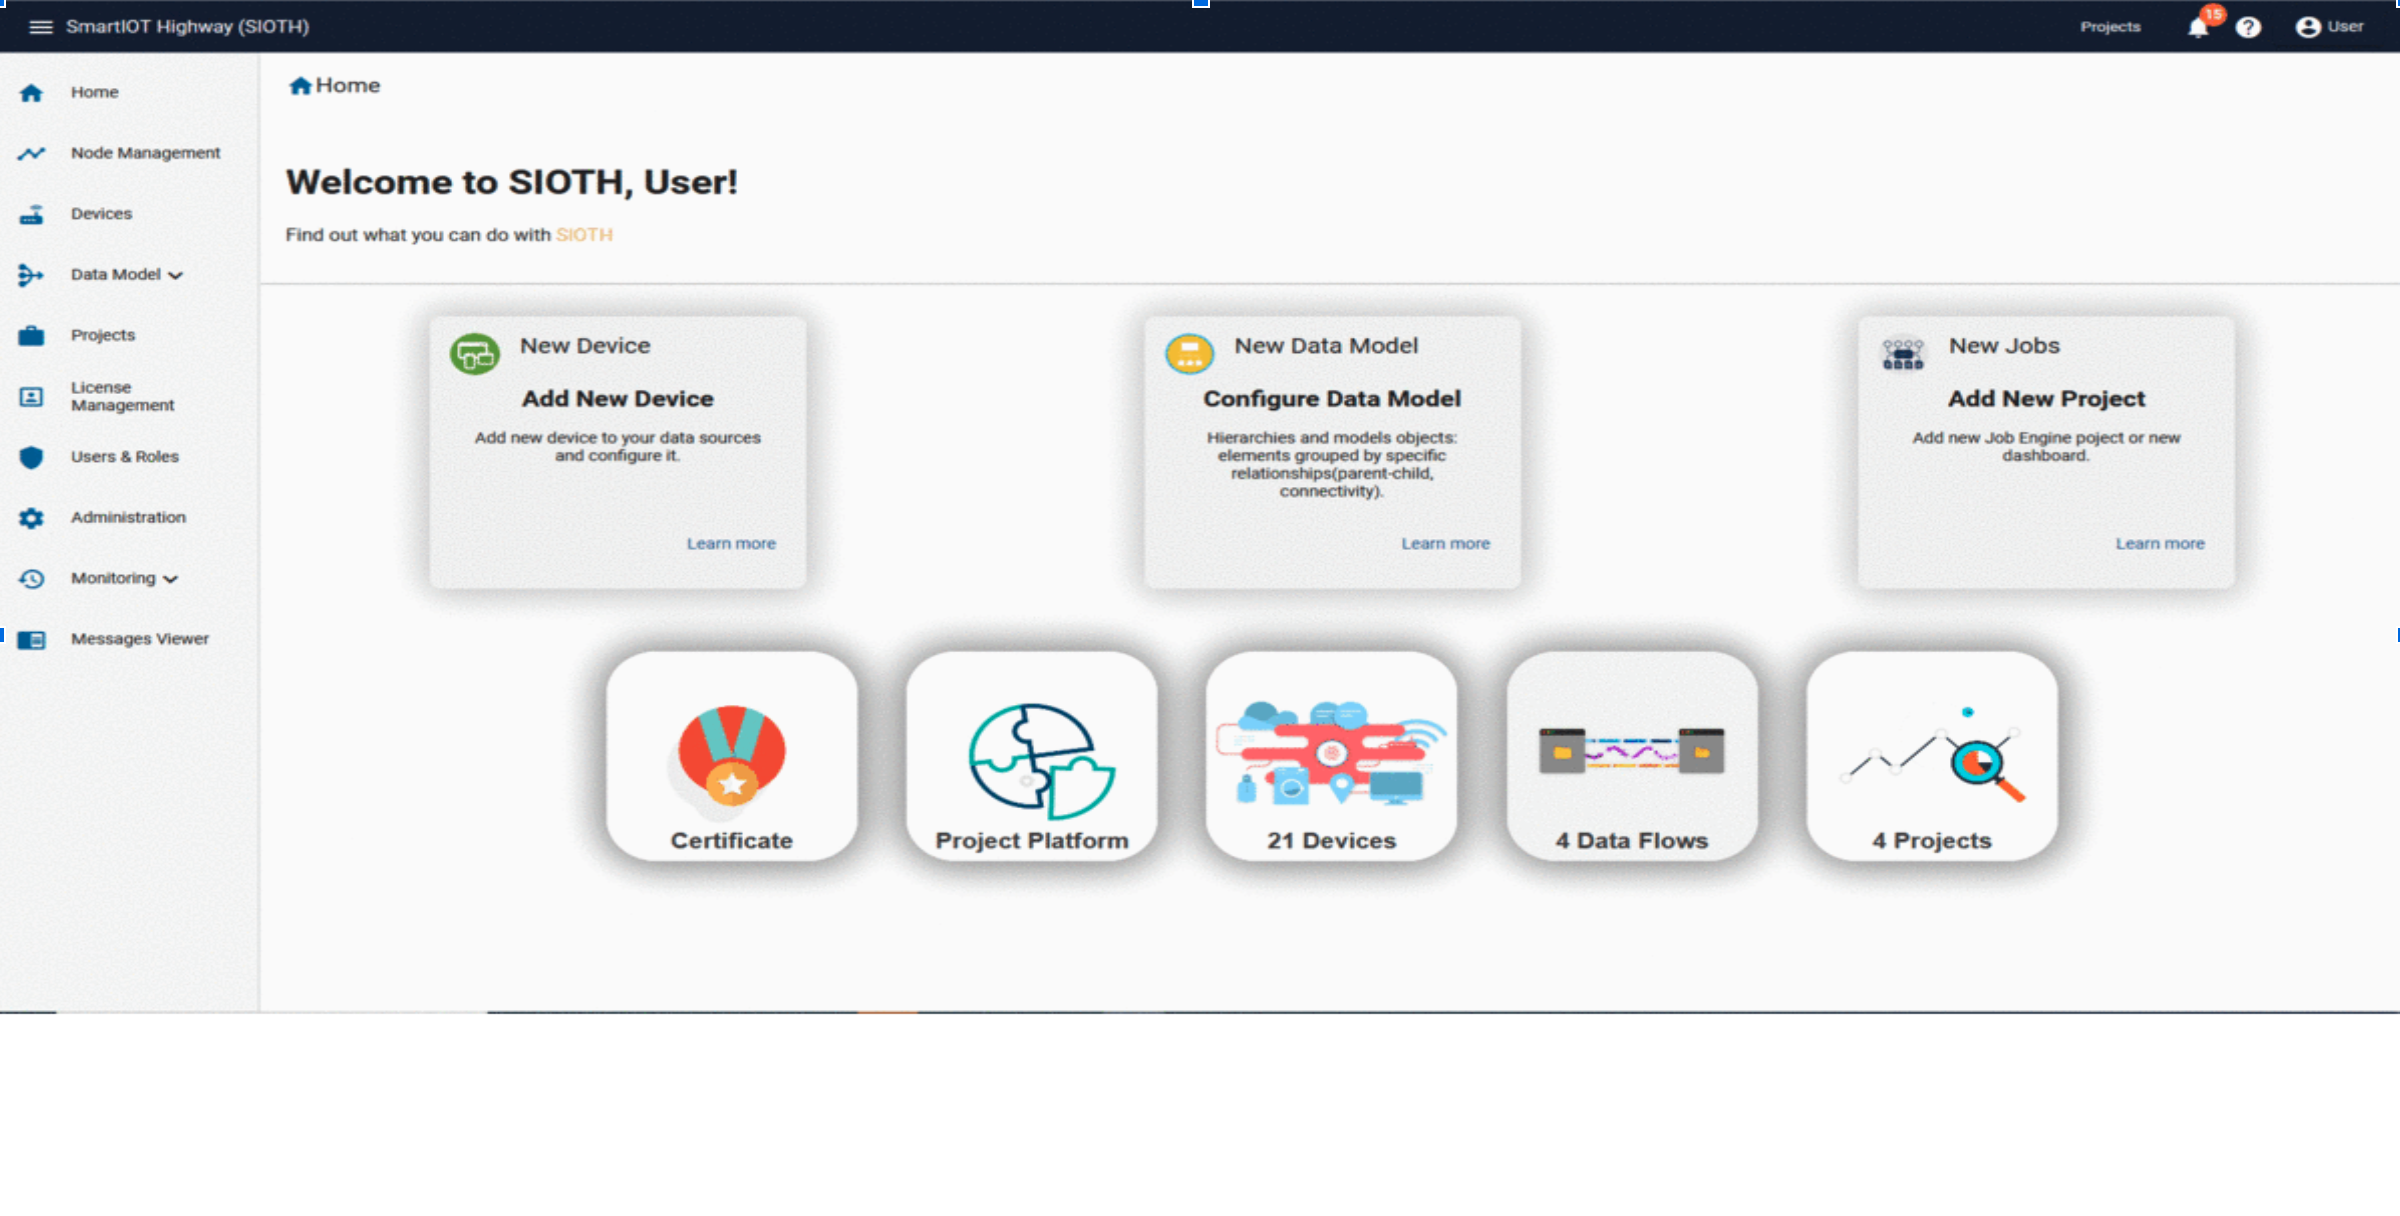 SmartIOT Highway (SIOTH)
Projects
15
?
User
Home
Node Management
Devices
Data Model
Projects
License
Management
Users & Roles
Administration
Monitoring
Messages Viewer
Home
Welcome to SIOTH, User!
Find out what you can do with SIOTH
New Device
Add New Device
Add new device to your data sources
and configure it.
Learn more
New Data Model
Configure Data Model
Hierarchies and models objects:
elements grouped by specific
relationships(parent-child,
connectivity).
Learn more
New Jobs
Add New Project
Add new Job Engine poject or new
dashboard.
Learn more
Certificate
Project Platform
21 Devices
4 Data Flows
4 Projects